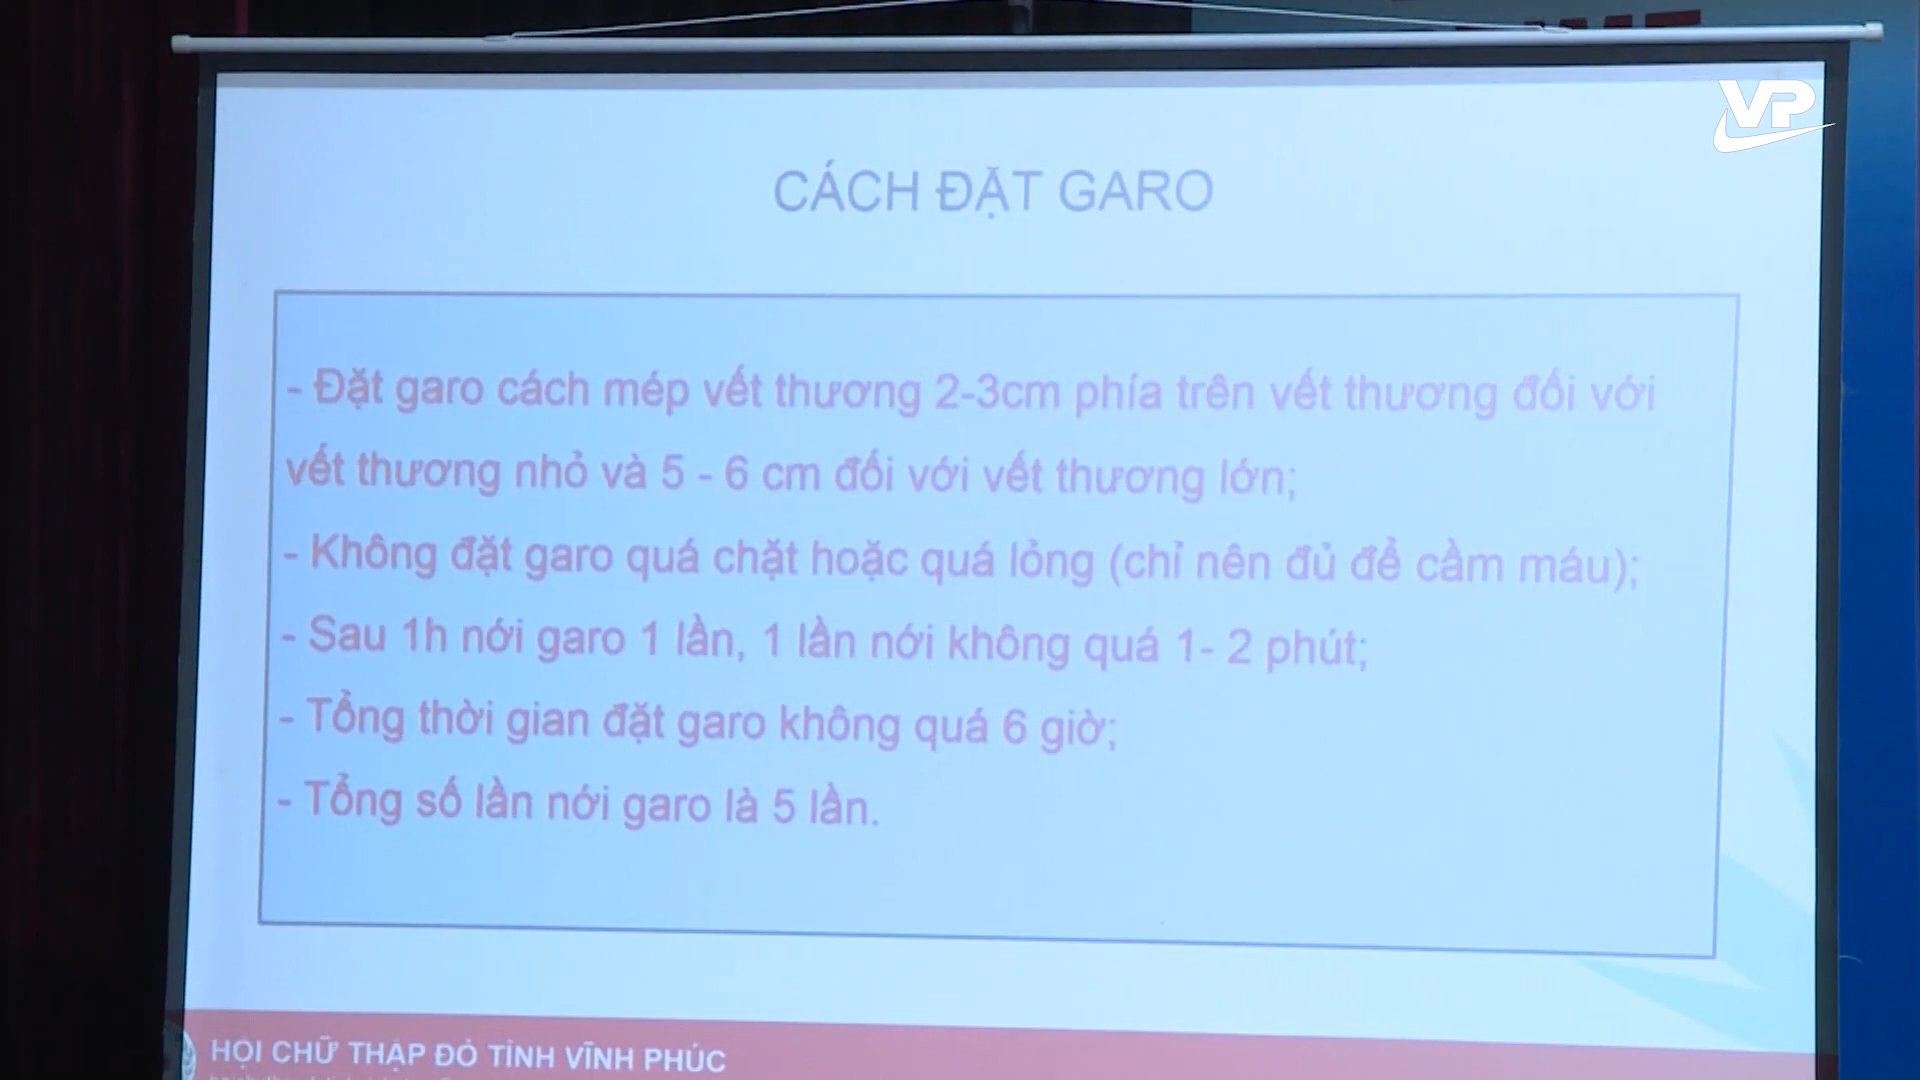 VP
CÁCH ĐẶT GARO
- Đặt garo cách mép vết thương 2-3cm phía trên vết thương đối với
vết thương nhỏ và 5 - 6 cm đối với vết thương lớn;
- Không đặt garo quá chặt hoặc quá lỏng (chỉ nên đủ để cầm máu);
- Sau 1h nới garo 1 lần, 1 lần nới không quá 1- 2 phút;
- Tổng thời gian đặt garo không quá 6 giờ;
- Tổng số lần nới garo là 5 lần.
HỘI CHỮ THẬP ĐỎ TỈNH VĨNH PHÚC